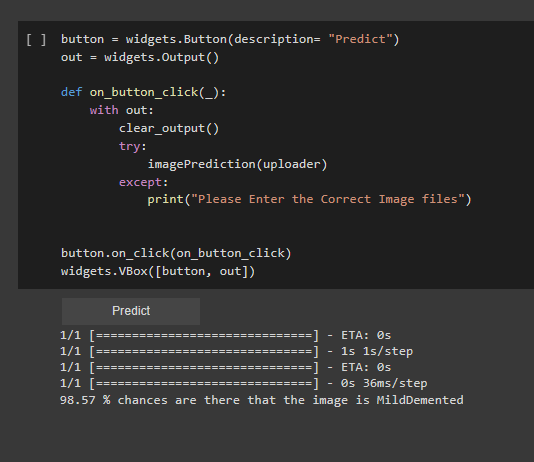 [ ] button = widgets.Button(description= "Predict")
out = widgets.Output()
def on_button_click(_):
with out:
clear_output()
try:
imagePrediction(uploader)
except:
print("Please Enter the Correct Image files")
button.on_click(on_button_click)
widgets.VBox([button, out])
Predict
1/1 [==============================] - ETA: 0s
1/1 [==============================] - 1s 1s/step
1/1 [==============================] - ETA: 0s
1/1 [==============================] - 0s 36ms/step
98.57 % chances are there that the image is MildDemented